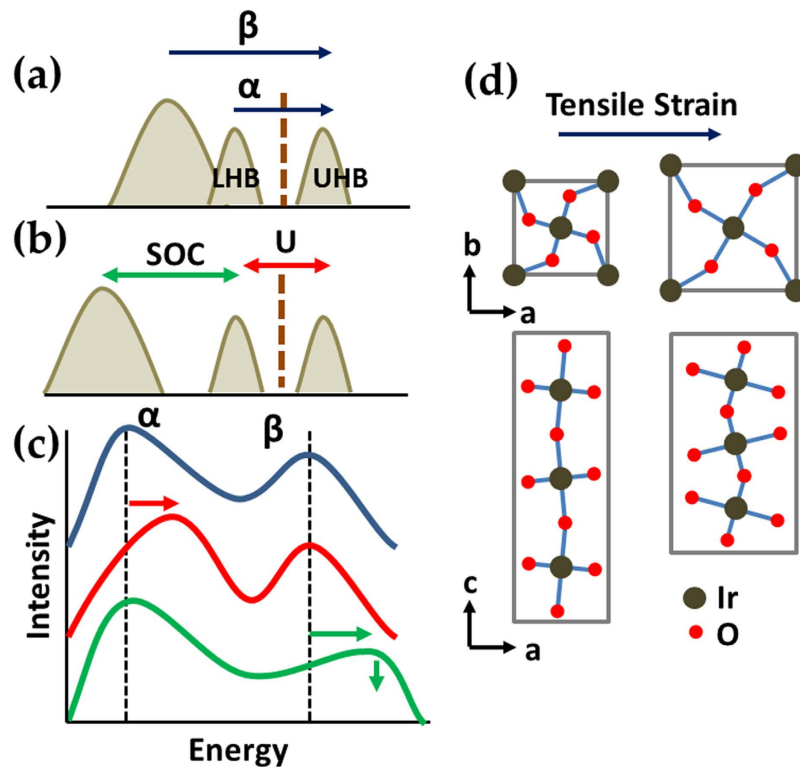 (a)
β
α
LHB
UHB
(b)
SOC
U
(c)
α
β
Intensity
Energy
(d)
Tensile Strain
b
a
c
a
Ir
O